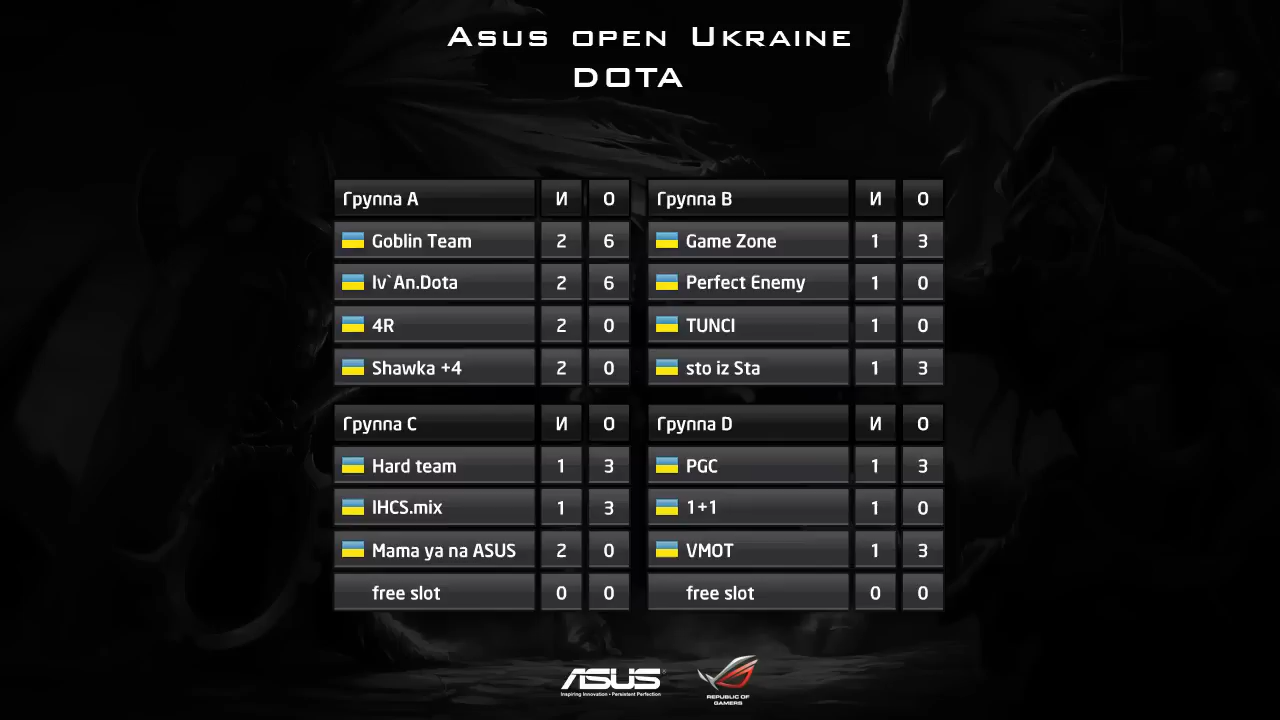 Asus open Ukraine
DOTA
Группа A И О
Goblin Team 2 6
Iv`An.Dota 2 6
4R 2 0
Shawka +4 2 0
Группа B И О
Game Zone 1 3
Perfect Enemy 1 0
TUNCI 1 0
sto iz Sta 1 3
Группа C И О
Hard team 1 3
IHCS.mix 1 3
Mama ya na ASUS 2 0
free slot 0 0
Группа D И О
PGC 1 3
1+1 1 0
VMOT 1 3
free slot 0 0
ASUS
Inspiring Innovation • Persistent Perfection
REPUBLIC OF
GAMERS